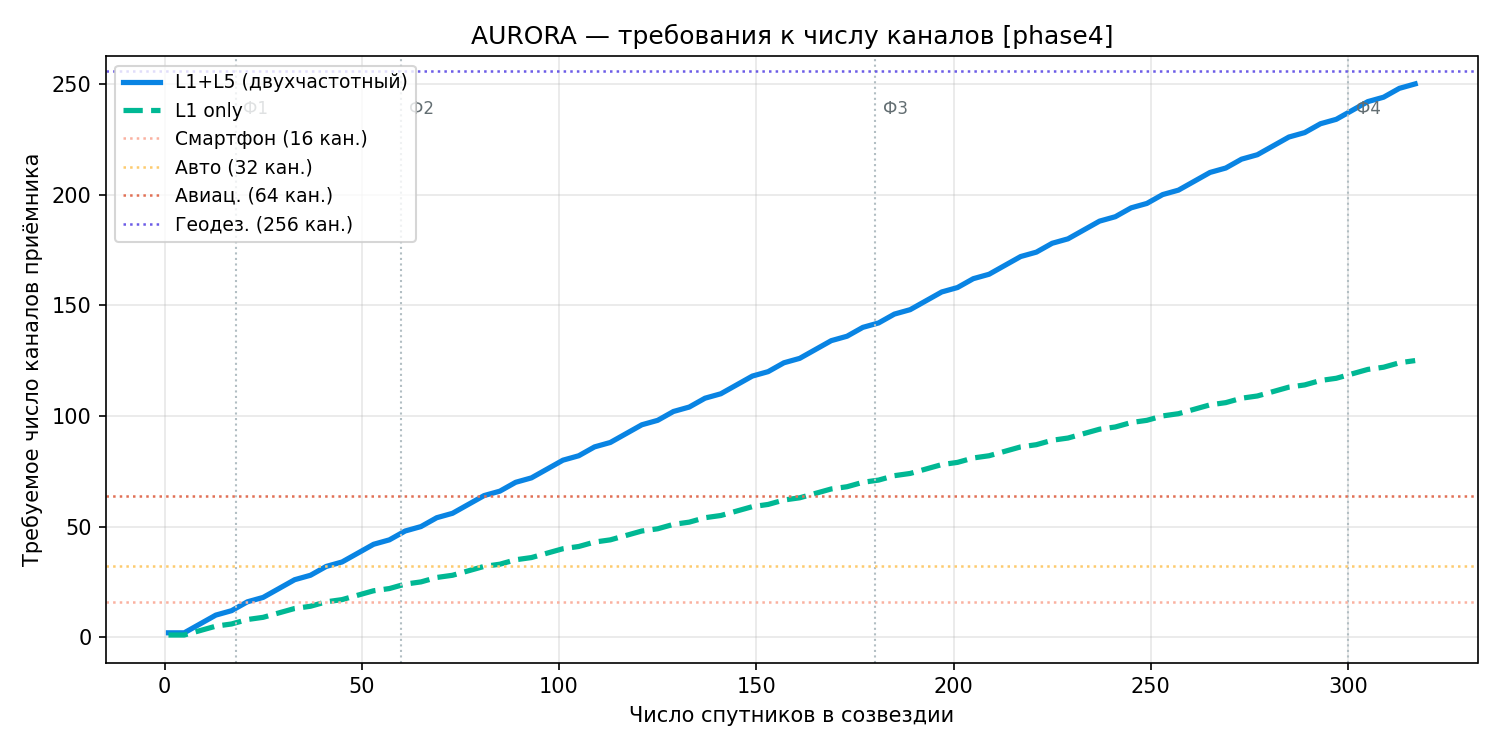 AURORA — требования к числу каналов [phase4]
L1+L5 (двухчастотный)
L1 only
Смартфон (16 кан.)
Авто (32 кан.)
Авиац. (64 кан.)
Геодез. (256 кан.)
Ф1
Ф2
Ф3
Ф4
Требуемое число каналов приёмника
250
200
150
100
50
0
0
50
100
150
200
250
300
Число спутников в созвездии